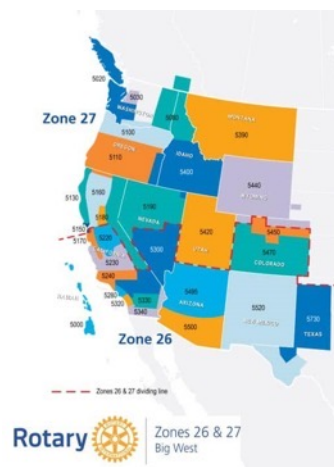 5020
5030
WASHINGTON
Zone 27
5080
MONTANA
5100
5390
OREGON
5110
IDAHO
5400
5440
WYOMING
5130
5160
5190
NEVADA
5180
5150
5170
5220
5300
5420
UTAH
5450
5470
COLORADO
5230
5240
5280
5320
5330
5340
5000
Zone 26
5495
ARIZONA
5500
5520
5730
TEXAS
Zones 26 & 27 dividing line
Rotary
Zones 26 & 27
Big West